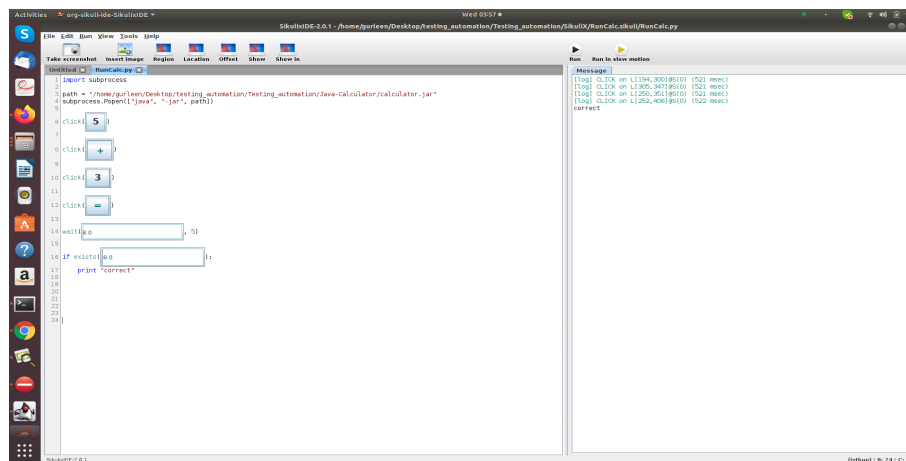 Activities org-sikuli-ide-SikulixIDE Wed 03:57
SikulixIDE-2.0.1 - /home/gurleen/Desktop/testing_automation/Testing_automation/SikuliX/RunCalc.sikuli/RunCalc.py
File Edit Run View Tools Help
Take screenshot Insert Image Region Location Offset Show Show in Run Run in slow motion
Untitled RunCalc.py
1 import subprocess
2
3 path = "/home/gurleen/Desktop/testing_automation/Testing_automation/Java-Calculator/calculator.jar"
4 subprocess.Popen(["java", "-jar", path])
5
6 click( 5 )
7
8 click( + )
9
10 click( 3 )
11
12 click( = )
13
14 wait( 8.0 , 5)
15
16 if exists( 8.0 ):
17 print "correct"
18
19
20
21
22
23
24
Message
[log] CLICK on L[194,300]@S(0) (521 msec)
[log] CLICK on L[305,347]@S(0) (521 msec)
[log] CLICK on L[250,351]@S(0) (521 msec)
[log] CLICK on L[252,406]@S(0) (522 msec)
correct
SikulixIDE-2.0.1